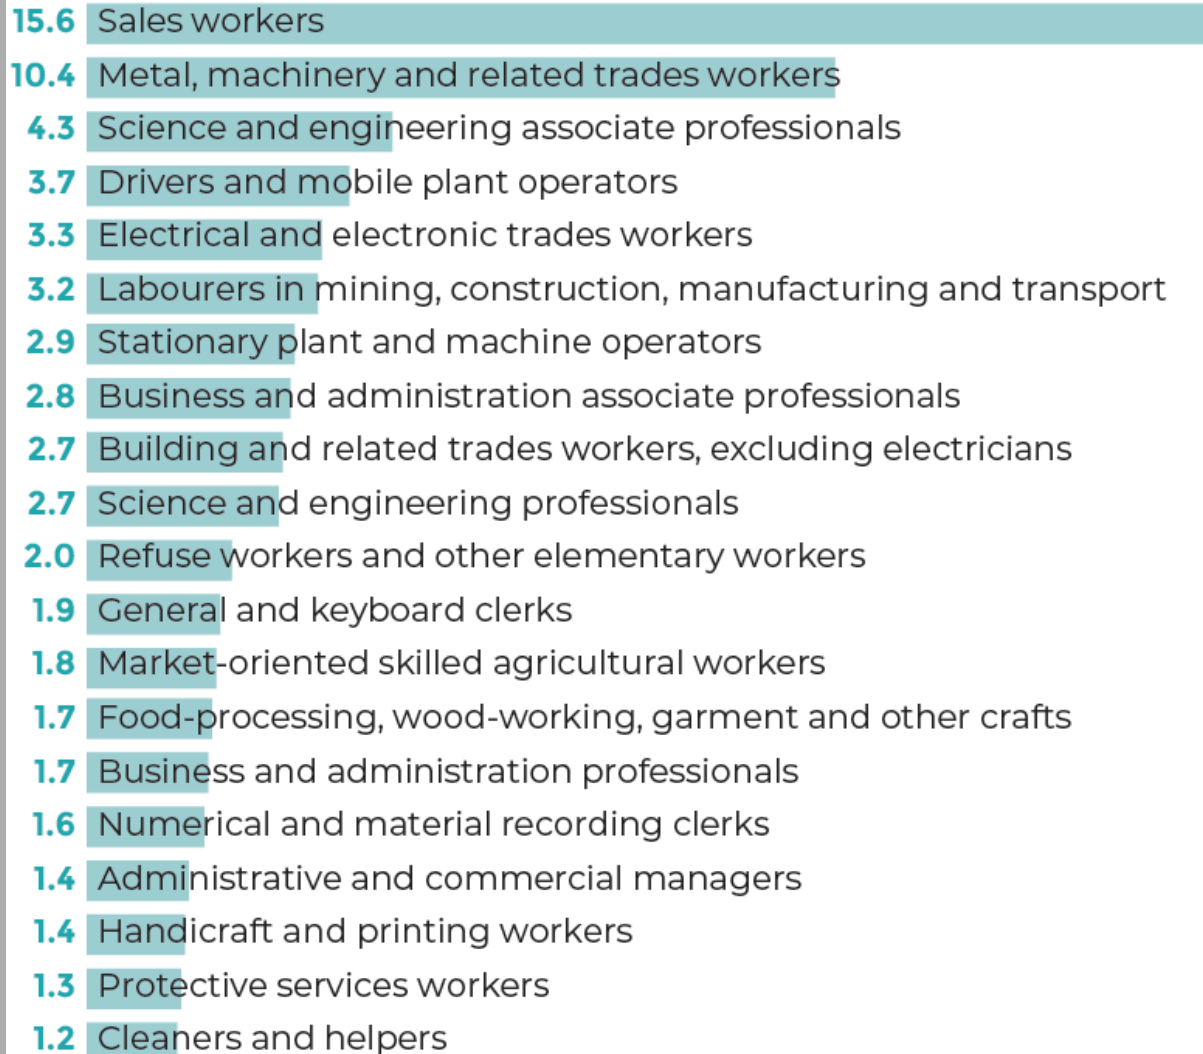 15.6 Sales workers
10.4 Metal, machinery and related trades workers
4.3 Science and engineering associate professionals
3.7 Drivers and mobile plant operators
3.3 Electrical and electronic trades workers
3.2 Labourers in mining, construction, manufacturing and transport
2.9 Stationary plant and machine operators
2.8 Business and administration associate professionals
2.7 Building and related trades workers, excluding electricians
2.7 Science and engineering professionals
2.0 Refuse workers and other elementary workers
1.9 General and keyboard clerks
1.8 Market-oriented skilled agricultural workers
1.7 Food-processing, wood-working, garment and other crafts
1.7 Business and administration professionals
1.6 Numerical and material recording clerks
1.4 Administrative and commercial managers
1.4 Handicraft and printing workers
1.3 Protective services workers
1.2 Cleaners and helpers